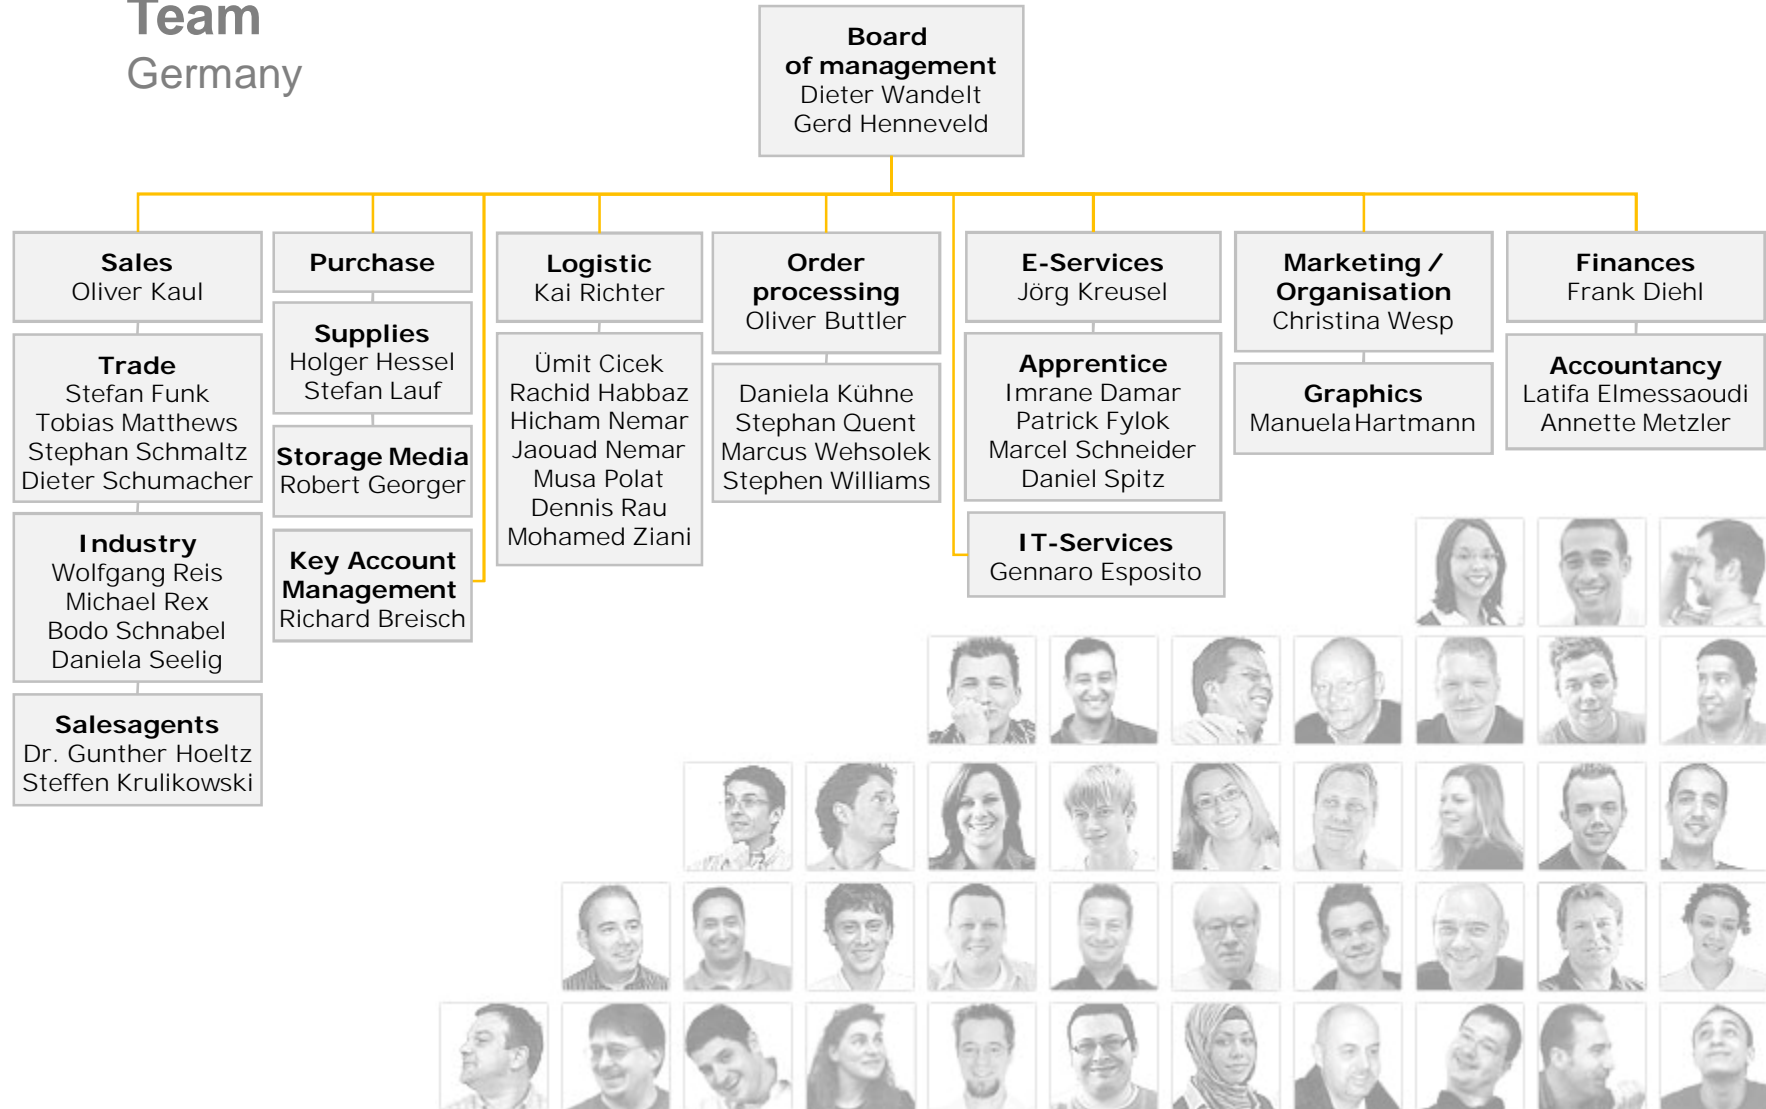 Team
Germany
Board
of management
Dieter Wandelt
Gerd Henneveld
Sales
Oliver Kaul
Trade
Stefan Funk
Tobias Matthews
Stephan Schmaltz
Dieter Schumacher
Industry
Wolfgang Reis
Michael Rex
Bodo Schnabel
Daniela Seelig
Salesagents
Dr. Gunther Hoeltz
Steffen Krulikowski
Purchase
Supplies
Holger Hessel
Stefan Lauf
Storage Media
Robert Georger
Key Account
Management
Richard Breisch
Logistic
Kai Richter
Ümit Cicek
Rachid Habbaz
Hicham Nemar
Jaouad Nemar
Musa Polat
Dennis Rau
Mohamed Ziani
Order
processing
Oliver Buttler
Daniela Kühne
Stephan Quent
Marcus Wehsolek
Stephen Williams
E-Services
Jörg Kreusel
Apprentice
Imrane Damar
Patrick Fylok
Marcel Schneider
Daniel Spitz
IT-Services
Gennaro Esposito
Marketing /
Organisation
Christina Wesp
Graphics
Manuela Hartmann
Finances
Frank Diehl
Accountancy
Latifa Elmessaoudi
Annette Metzler